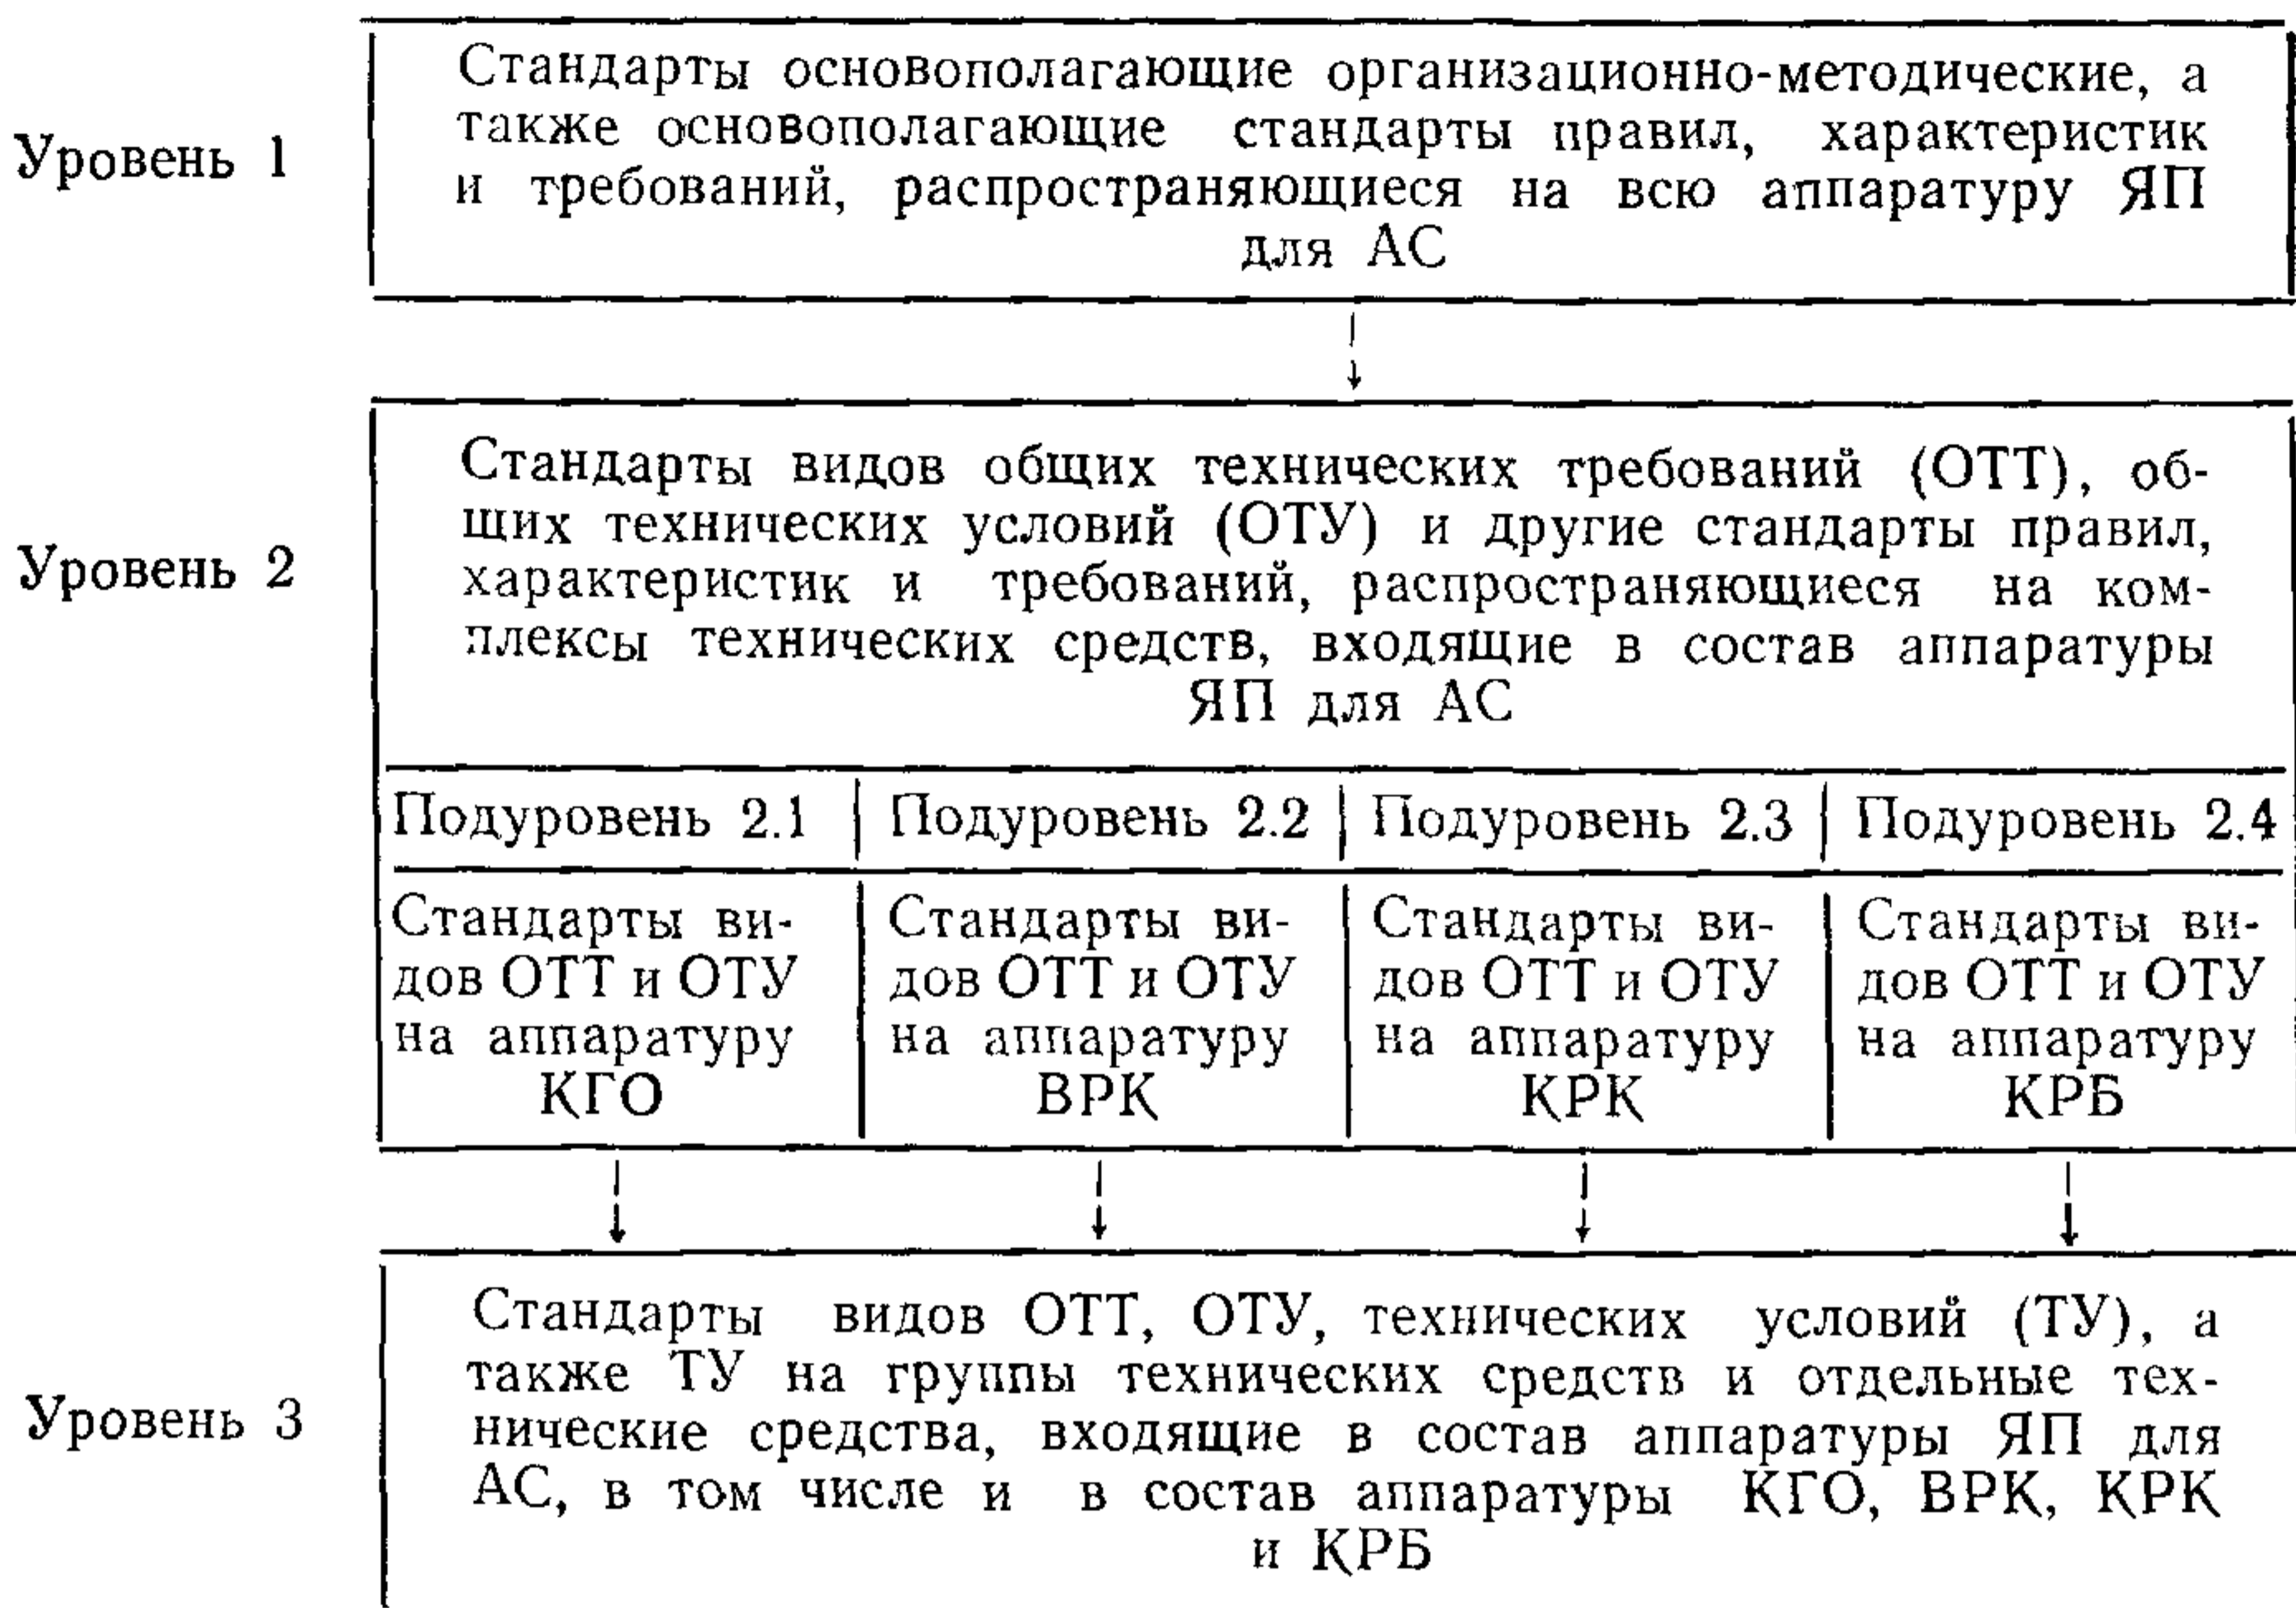 Уровень 1
Стандарты основополагающие организационно-методические, а
также основополагающие стандарты правил, характеристик
и требований, распространяющиеся на всю аппаратуру ЯП
для АС
Уровень 2
Стандарты видов общих технических требований (ОТТ), об-
щих технических условий (ОТУ) и другие стандарты правил,
характеристик и требований, распространяющиеся на ком-
плексы технических средств, входящие в состав аппаратуры
ЯП для АС
Подуровень 2.1
Подуровень 2.2
Подуровень 2.3
Подуровень 2.4
Стандарты ви-
дов ОТТ и ОТУ
на аппаратуру
КГО
Стандарты ви-
дов ОТТ и ОТУ
на аппаратуру
ВРК
Стандарты ви-
дов ОТТ и ОТУ
на аппаратуру
КРК
Стандарты ви-
дов ОТТ и ОТУ
на аппаратуру
КРБ
Уровень 3
Стандарты видов ОТТ, ОТУ, технических условий (ТУ), а
также ТУ на группы технических средств и отдельные тех-
нические средства, входящие в состав аппаратуры ЯП для
АС, в том числе и в состав аппаратуры КГО, ВРК, КРК
и КРБ